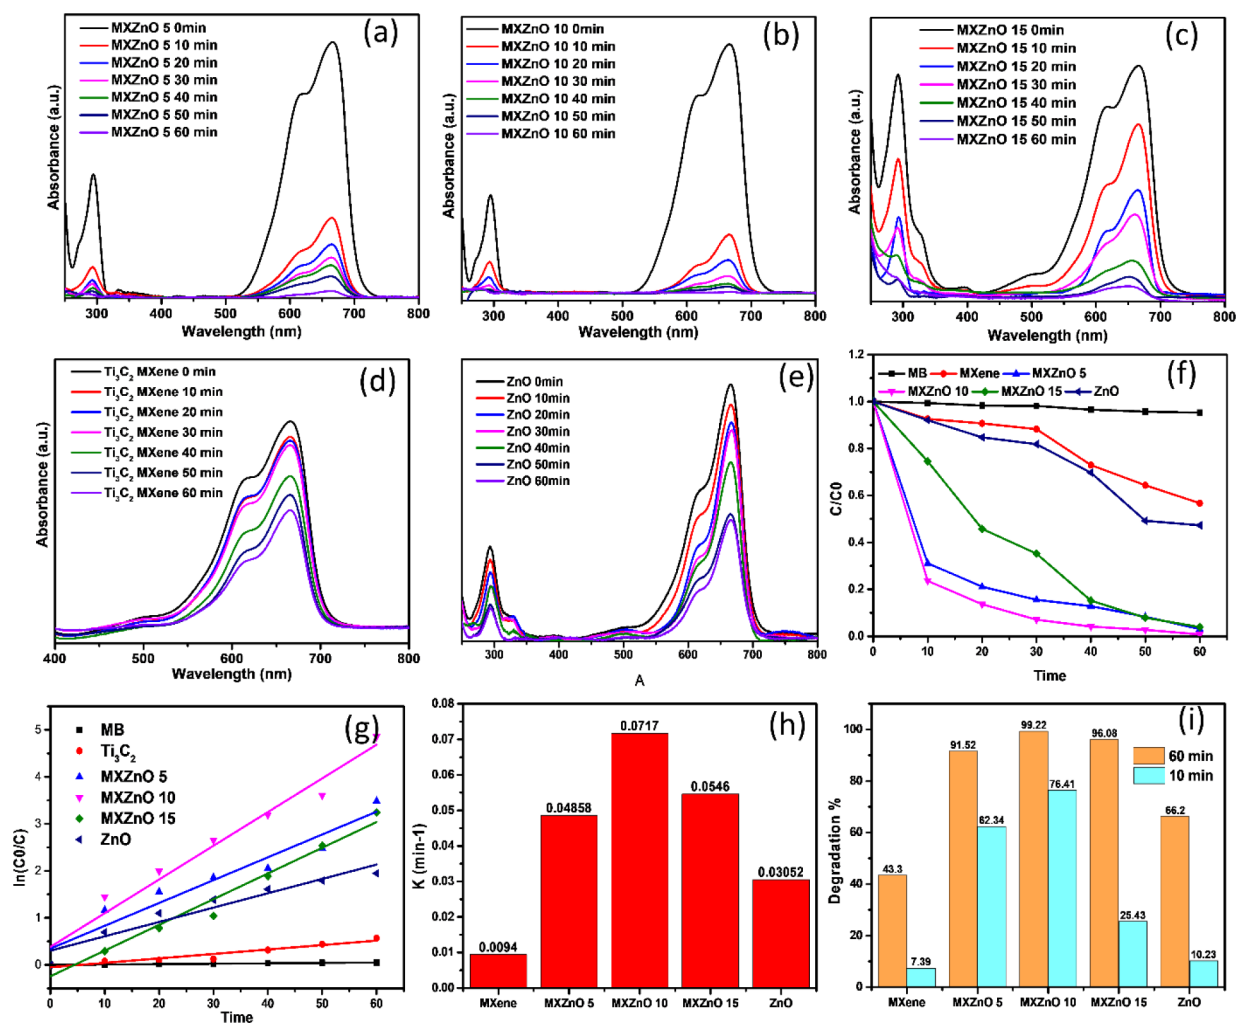 (a)
MXZnO 5 0min
MXZnO 5 10 min
MXZnO 5 20 min
MXZnO 5 30 min
MXZnO 5 40 min
MXZnO 5 50 min
MXZnO 5 60 min
Absorbance (a.u.)
300 400 500 600 700 800
Wavelength (nm)
(b)
MXZnO 10 0min
MXZnO 10 10 min
MXZnO 10 20 min
MXZnO 10 30 min
MXZnO 10 40 min
MXZnO 10 50 min
MXZnO 10 60 min
Absorbance (a.u.)
300 400 500 600 700 800
Wavelength (nm)
(c)
MXZnO 15 0min
MXZnO 15 10 min
MXZnO 15 20 min
MXZnO 15 30 min
MXZnO 15 40 min
MXZnO 15 50 min
MXZnO 15 60 min
Absorbance (a.u.)
300 400 500 600 700 800
Wavelength (nm)
(d)
Ti₃C₂ MXene 0 min
Ti₃C₂ MXene 10 min
Ti₃C₂ MXene 20 min
Ti₃C₂ MXene 30 min
Ti₃C₂ MXene 40 min
Ti₃C₂ MXene 50 min
Ti₃C₂ MXene 60 min
Absorbance (a.u.)
400 500 600 700 800
Wavelength (nm)
(e)
ZnO 0min
ZnO 10min
ZnO 20min
ZnO 30min
ZnO 40min
ZnO 50min
ZnO 60min
Absorbance (a.u.)
300 400 500 600 700 800
Wavelength (nm)
A
(f)
MB MXene MXZnO 5
MXZnO 10 MXZnO 15 ZnO
C/C0
1.2
1.0
0.8
0.6
0.4
0.2
0.0
0 10 20 30 40 50 60
Time
(g)
MB
Ti₃C₂
MXZnO 5
MXZnO 10
MXZnO 15
ZnO
ln(C0/C)
5
4
3
2
1
0
0 10 20 30 40 50 60
Time
(h)
K (min-1)
0.08
0.07
0.06
0.05
0.04
0.03
0.02
0.01
0.00
0.0094
0.04858
0.0717
0.0546
0.03052
MXene MXZnO 5 MXZnO 10 MXZnO 15 ZnO
(i)
60 min
10 min
Degradation %
100
80
60
40
20
0
43.3
7.39
91.52
62.34
99.22
76.41
96.08
25.43
66.2
10.23
MXene MXZnO 5 MXZnO 10 MXZnO 15 ZnO